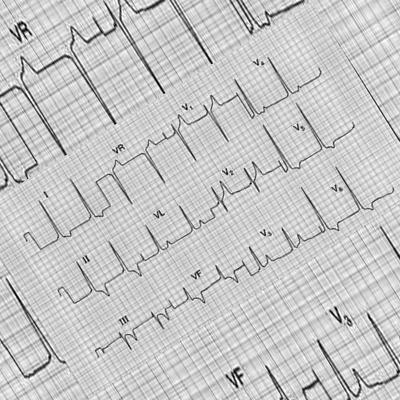 VR
I VR V₁ V₄
II VL V₂ V₅
III VF V₃ V₆
VF V₃